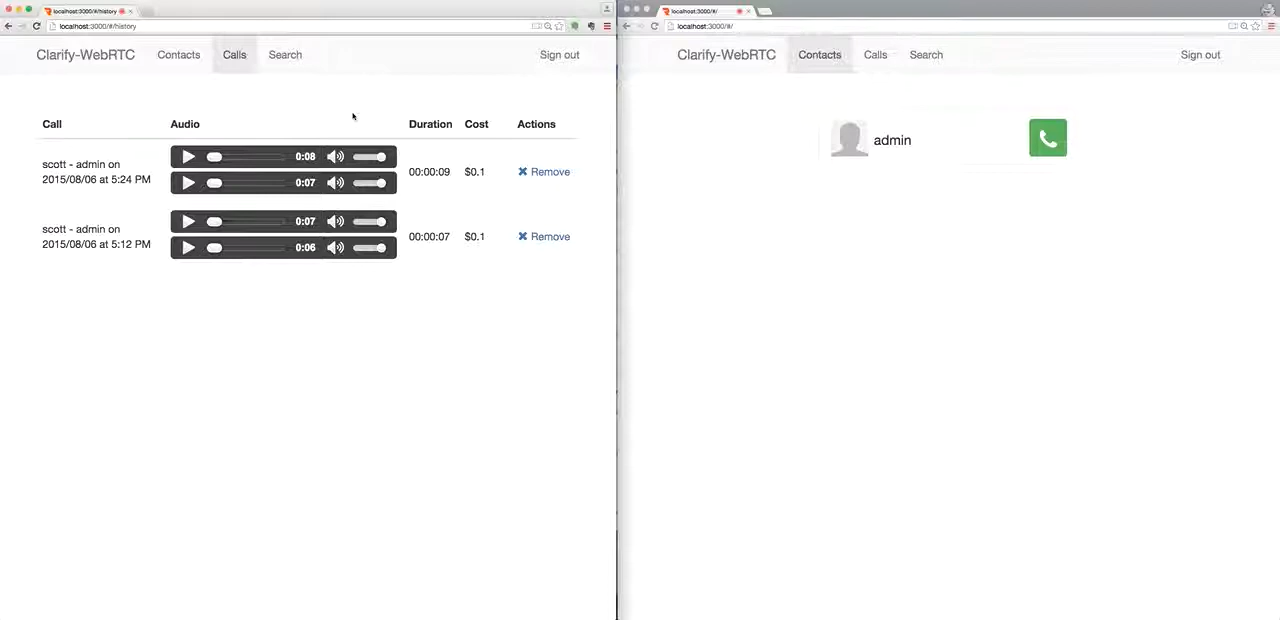 localhost:3000/#/history
localhost:3000/#/history
Clarify-WebRTC Contacts Calls Search Sign out
Call Audio Duration Cost Actions
scott - admin on
2015/08/06 at 5:24 PM
0:08
0:07
00:00:09 $0.1 Remove
scott - admin on
2015/08/06 at 5:12 PM
0:07
0:06
00:00:07 $0.1 Remove
localhost:3000/#/
localhost:3000/#/
Clarify-WebRTC Contacts Calls Search Sign out
admin